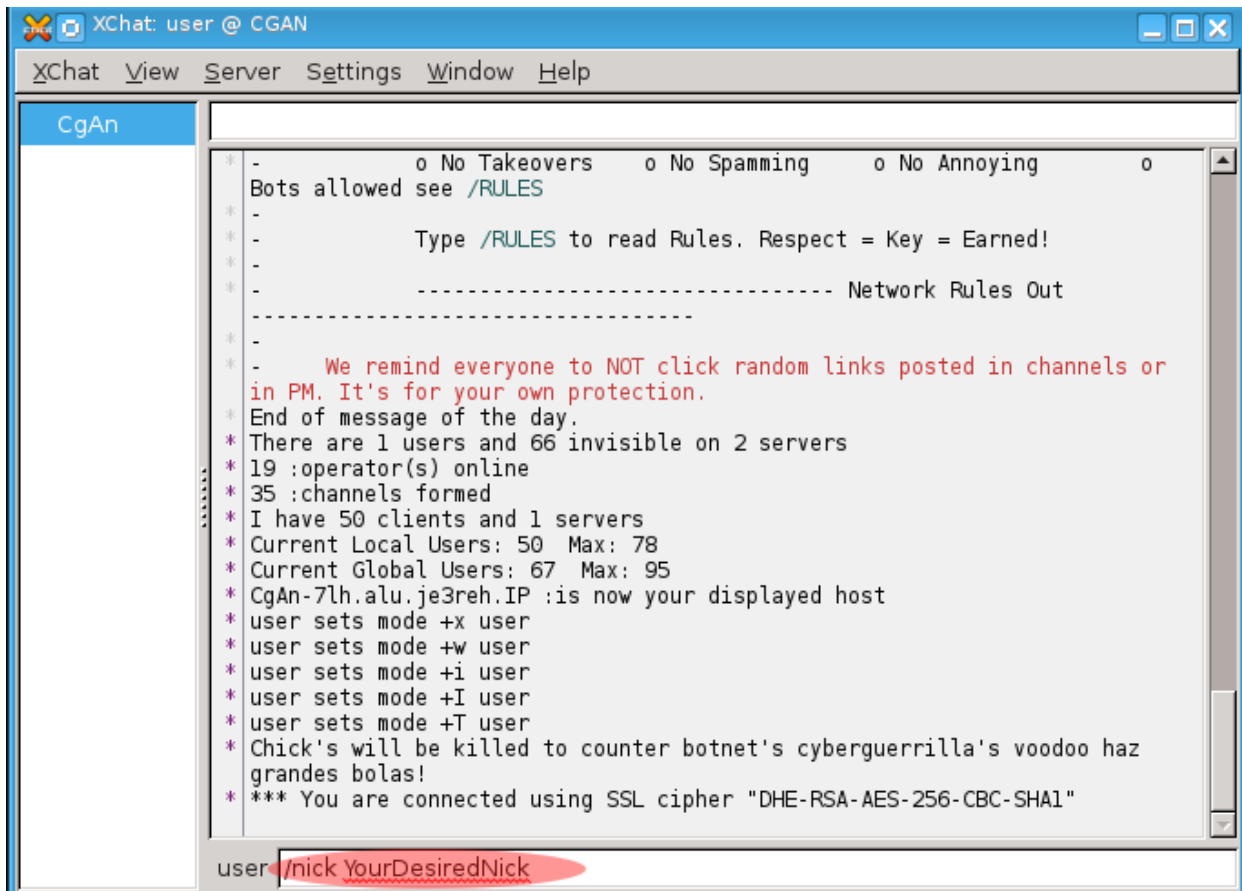 XChat: user @ CGAN
XChat View Server Settings Window Help
CgAn
* - o No Takeovers o No Spamming o No Annoying o
Bots allowed see /RULES
* -
* - Type /RULES to read Rules. Respect = Key = Earned!
* -
* - --------------------------------- Network Rules Out
-----------------------------------
* -
* - We remind everyone to NOT click random links posted in channels or
in PM. It's for your own protection.
* End of message of the day.
* There are 1 users and 66 invisible on 2 servers
* 19 :operator(s) online
* 35 :channels formed
* I have 50 clients and 1 servers
* Current Local Users: 50 Max: 78
* Current Global Users: 67 Max: 95
* CgAn-7lh.alu.je3reh.IP :is now your displayed host
* user sets mode +x user
* user sets mode +w user
* user sets mode +i user
* user sets mode +I user
* user sets mode +T user
* Chick's will be killed to counter botnet's cyberguerrilla's voodoo haz
grandes bolas!
* *** You are connected using SSL cipher "DHE-RSA-AES-256-CBC-SHA1"
user /nick YourDesiredNick